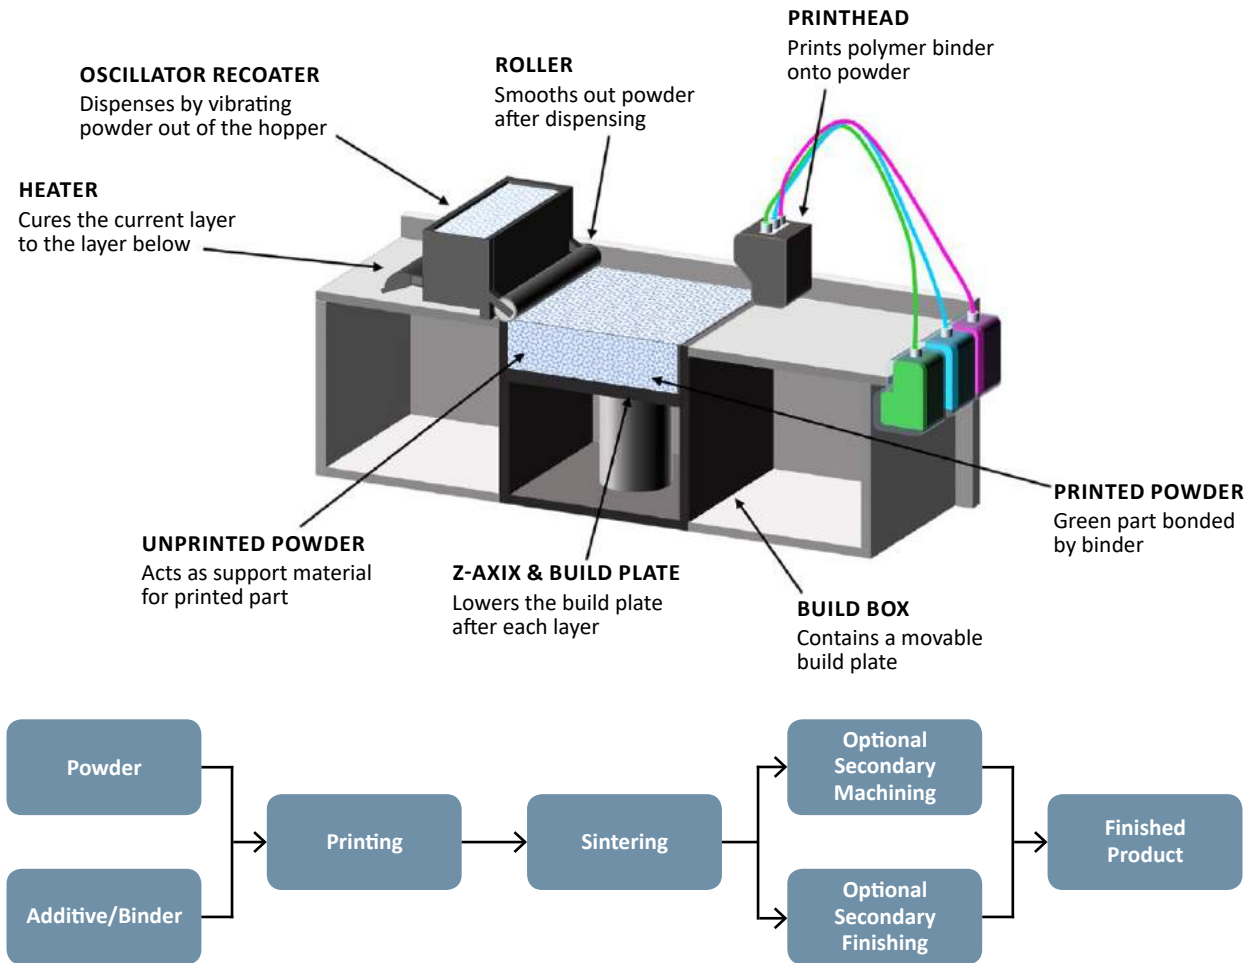 PRINTHEAD
Prints polymer binder
onto powder
OSCILLATOR RECOATER
Dispenses by vibrating
powder out of the hopper
ROLLER
Smooths out powder
after dispensing
HEATER
Cures the current layer
to the layer below
PRINTED POWDER
Green part bonded
by binder
UNPRINTED POWDER
Acts as support material
for printed part
Z-AXIX & BUILD PLATE
Lowers the build plate
after each layer
BUILD BOX
Contains a movable
build plate
Powder
Additive/Binder
Printing
Sintering
Optional
Secondary
Machining
Optional
Secondary
Finishing
Finished
Product